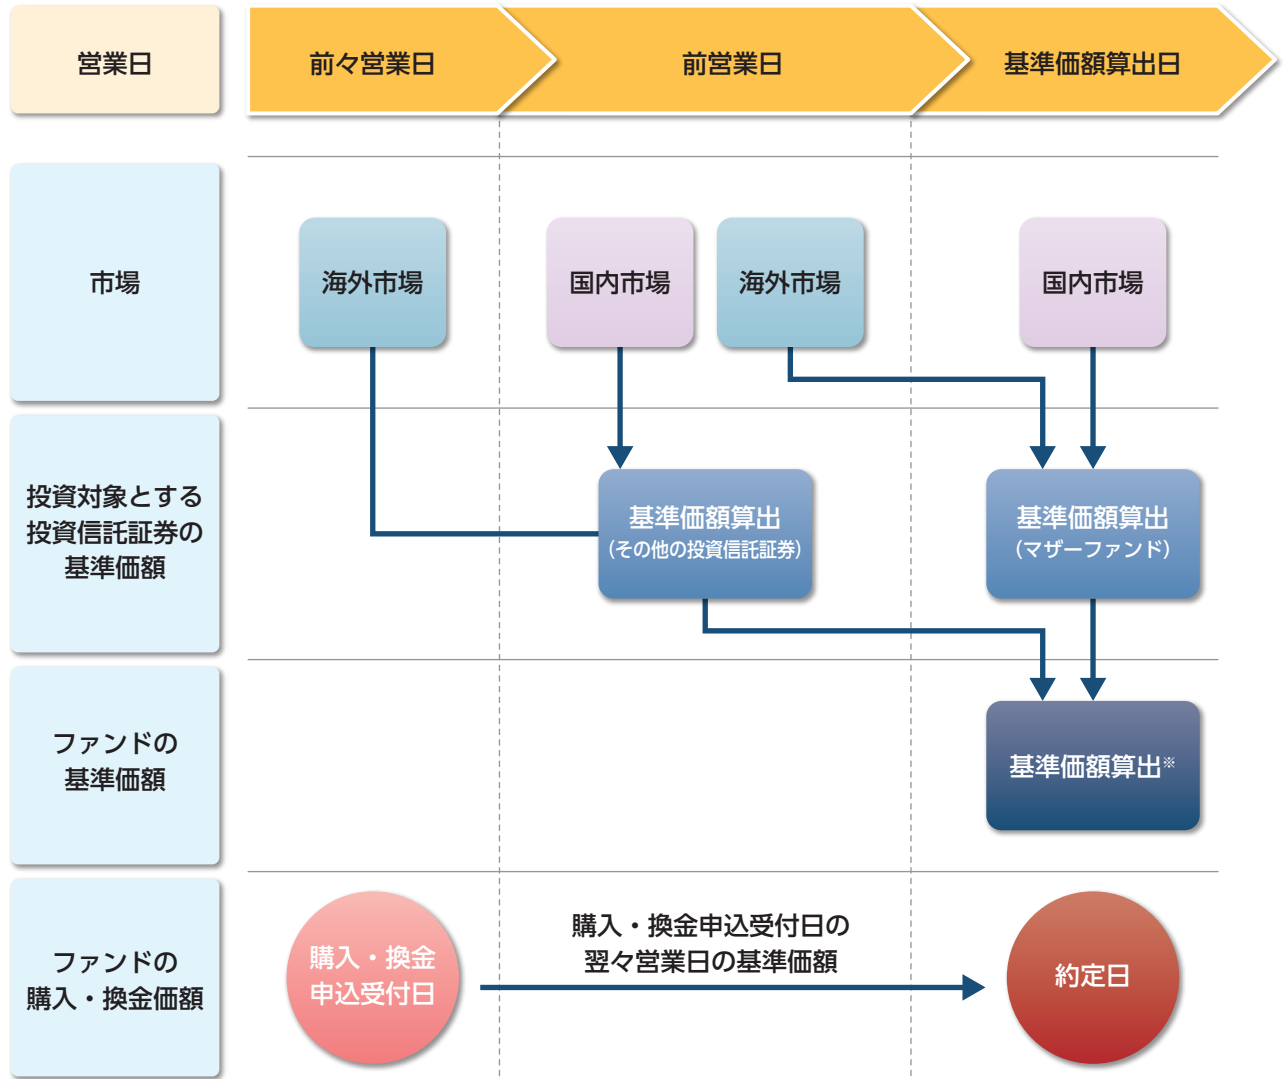 営業日
前々営業日
前営業日
基準価額算出日
市場
海外市場
国内市場
海外市場
国内市場
投資対象とする
投資信託証券の
基準価額
基準価額算出
（その他の投資信託証券）
基準価額算出
（マザーファンド）
ファンドの
基準価額
基準価額算出※
ファンドの
購入・換金価額
購入・換金
申込受付日
購入・換金申込受付日の
翌々営業日の基準価額
約定日